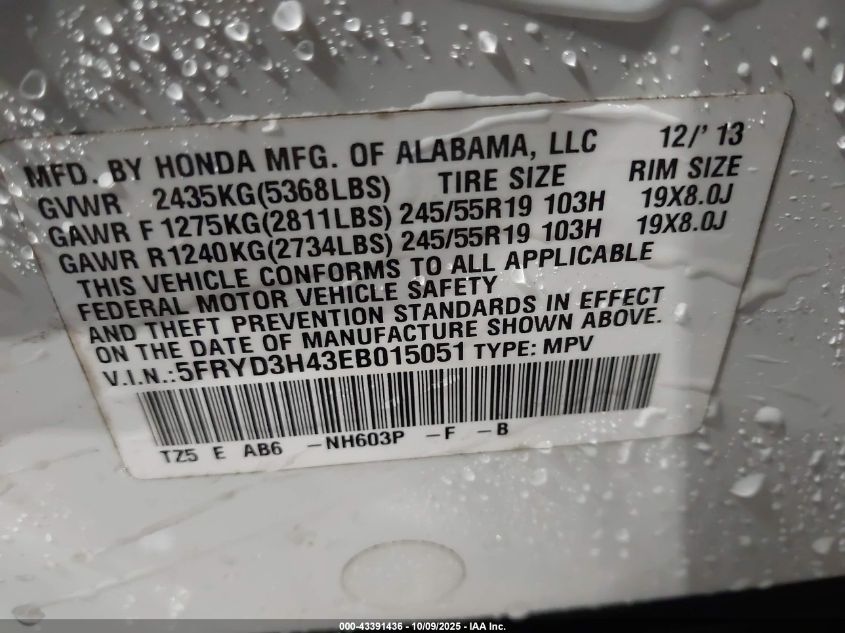 MFD. BY HONDA MFG. OF ALABAMA, LLC 12/' 13
GVWR 2435KG(5368LBS) TIRE SIZE RIM SIZE
GAWR F 1275KG(2811LBS) 245/55R19 103H 19X8.0J
GAWR R1240KG(2734LBS) 245/55R19 103H 19X8.0J
THIS VEHICLE CONFORMS TO ALL APPLICABLE
FEDERAL MOTOR VEHICLE SAFETY
AND THEFT PREVENTION STANDARDS IN EFFECT
ON THE DATE OF MANUFACTURE SHOWN ABOVE.
V.I.N.:5FRYD3H43EB015051 TYPE: MPV
TZ5 E AB6 -NH603P -F -B
000-43391436 - 10/09/2025 - IAA Inc.